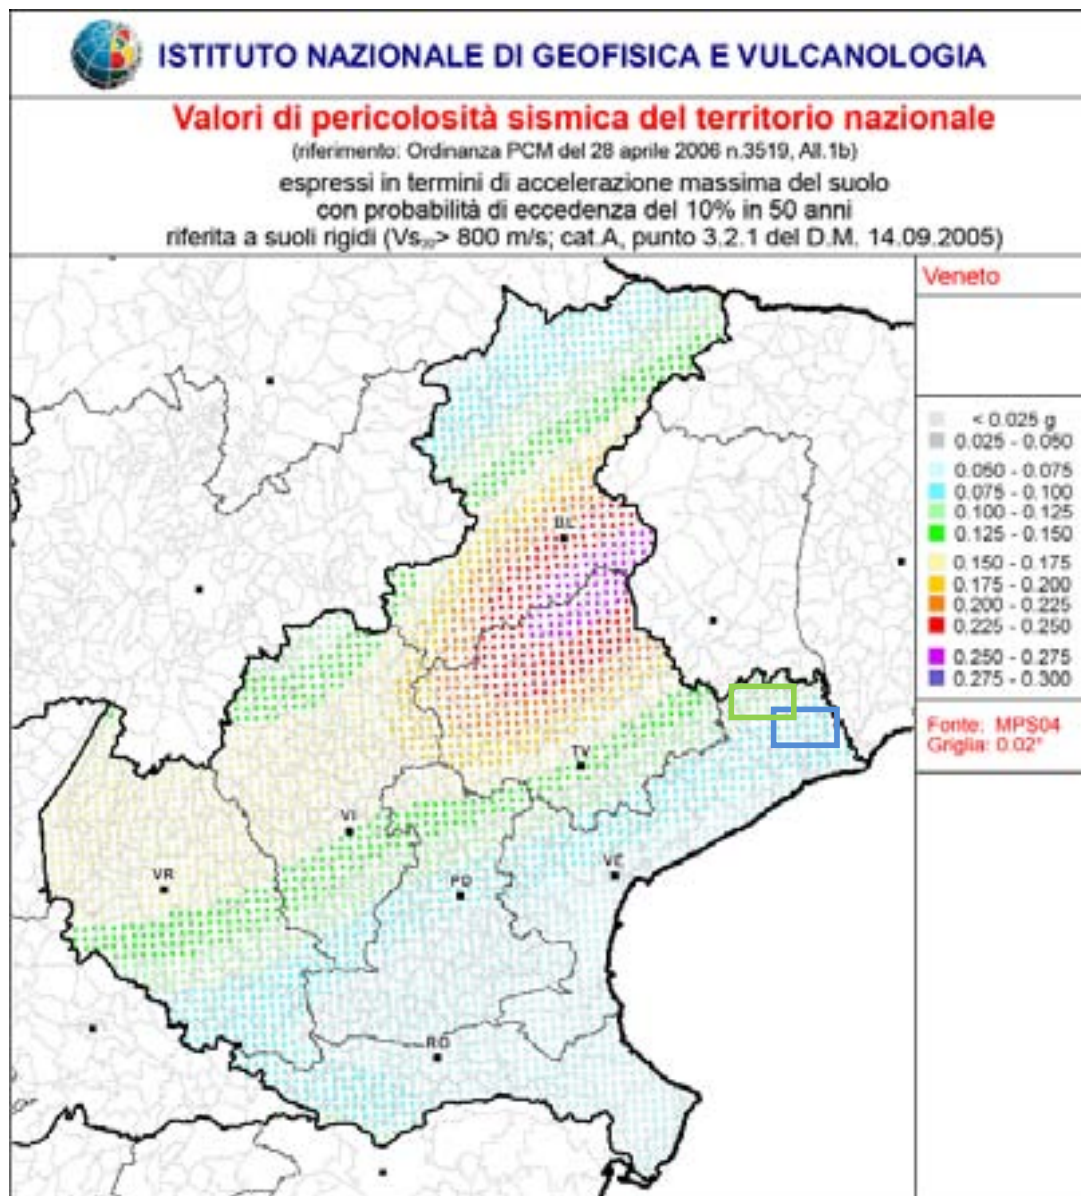 ISTITUTO NAZIONALE DI GEOFISICA E VULCANOLOGIA
Valori di pericolosità sismica del territorio nazionale
(riferimento: Ordinanza PCM del 28 aprile 2006 n.3519, All.1b)
espressi in termini di accelerazione massima del suolo
con probabilità di eccedenza del 10% in 50 anni
riferita a suoli rigidi (Vs₃₀> 800 m/s; cat.A, punto 3.2.1 del D.M. 14.09.2005)
Veneto
< 0.025 g
0.025 - 0.050
0.050 - 0.075
0.075 - 0.100
0.100 - 0.125
0.125 - 0.150
0.150 - 0.175
0.175 - 0.200
0.200 - 0.225
0.225 - 0.250
0.250 - 0.275
0.275 - 0.300
Fonte: MPS04
Griglia: 0.02°
BL
TV
VI
VR
PD
VE
RO